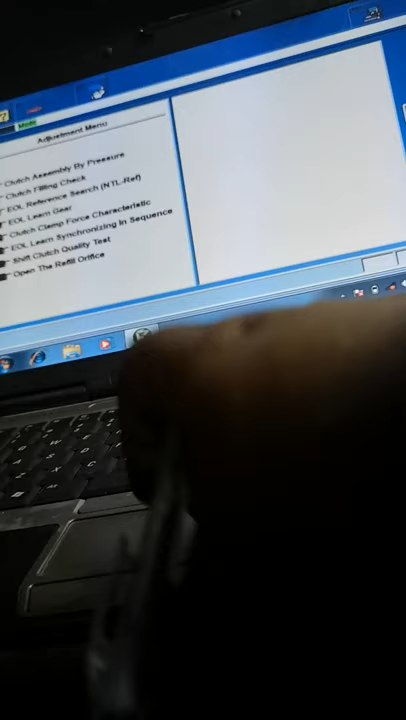 Mode
Adjustment Menu
Clutch Assembly By Pressure
Clutch Filling Check
EOL Reference Search (NTL-Ref)
EOL Learn Gear
Clutch Clamp Force Characteristic
EOL Learn Synchronizing In Sequence
Shift Clutch Quality Test
Open The Refill Orifice